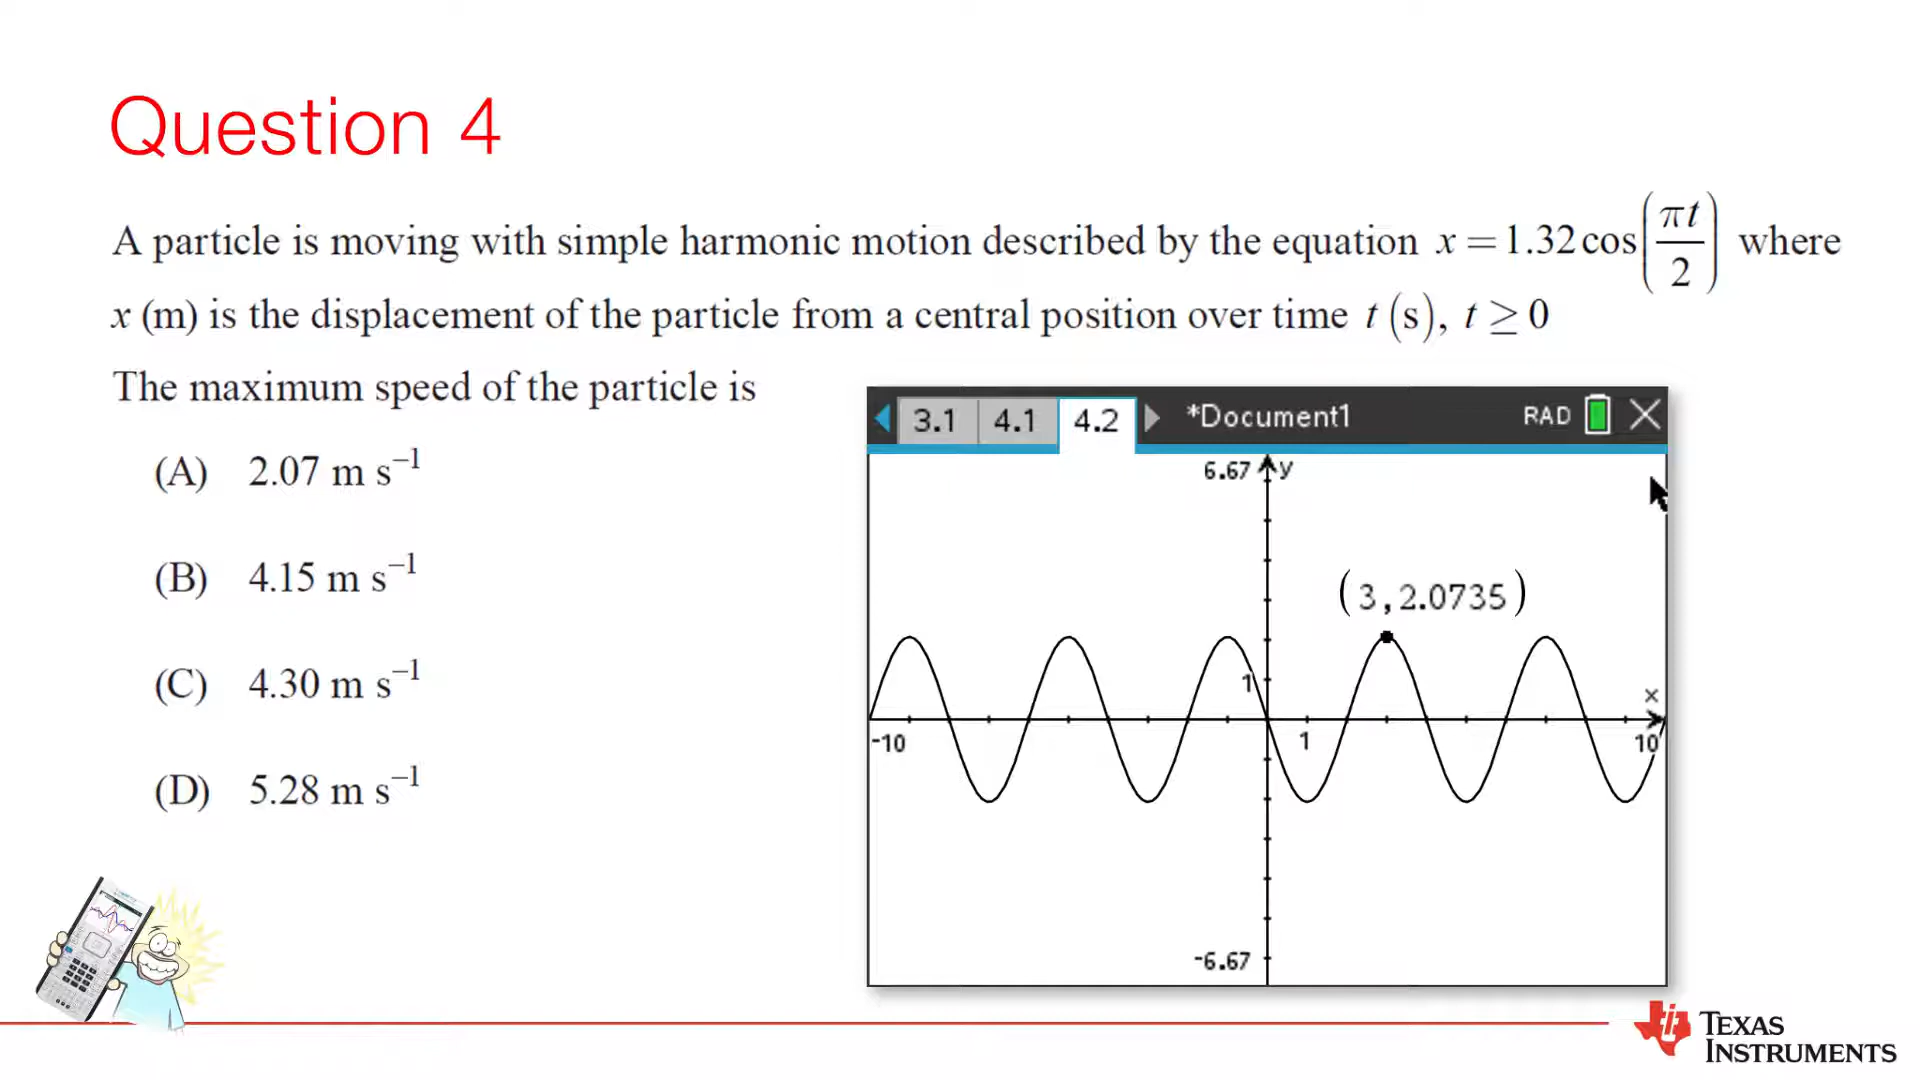 Question 4
A particle is moving with simple harmonic motion described by the equation x = 1.32 cos(πt/2) where
x (m) is the displacement of the particle from a central position over time t (s), t ≥ 0
The maximum speed of the particle is
(A) 2.07 m s⁻¹
(B) 4.15 m s⁻¹
(C) 4.30 m s⁻¹
(D) 5.28 m s⁻¹
3.1 4.1 4.2 *Document1 RAD
6.67 y
(3,2.0735)
1
x
-10 1 10
-6.67
TEXAS
INSTRUMENTS